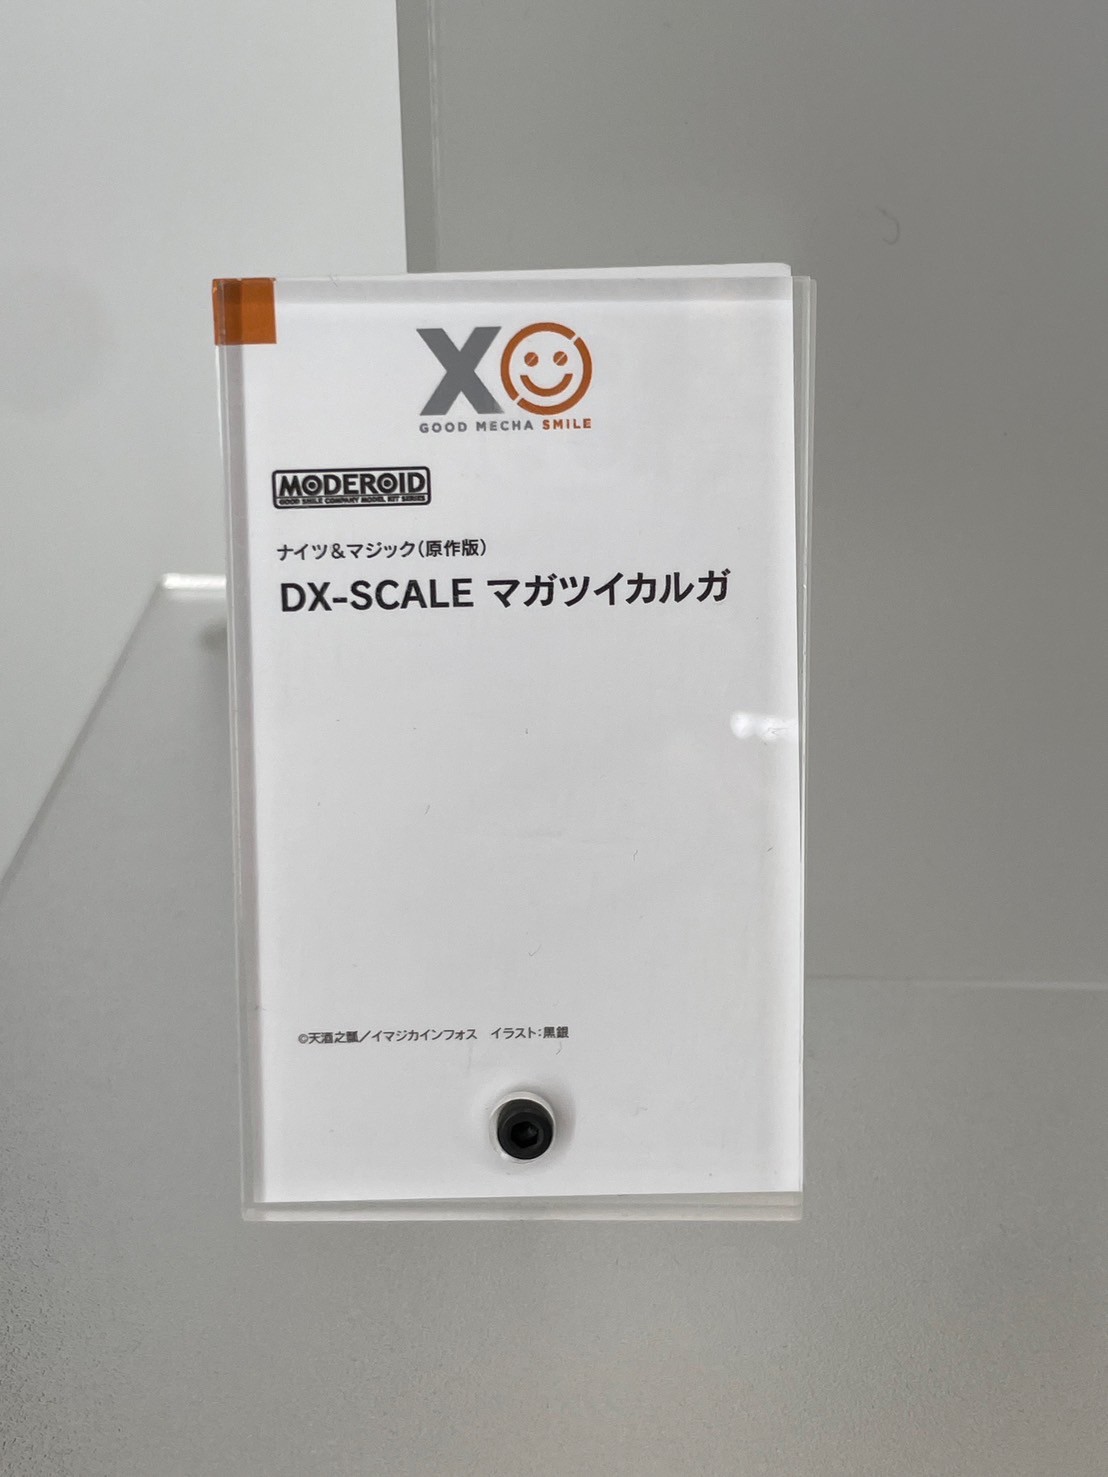 XO
GOOD MECHA SMILE
MODEROID
GOOD SMILE COMPANY MODEL KIT SERIES
ナイツ&マジック(原作版)
DX-SCALE マガツイカルガ
©天酒之瓢／イマジカインフォス　イラスト：黒銀